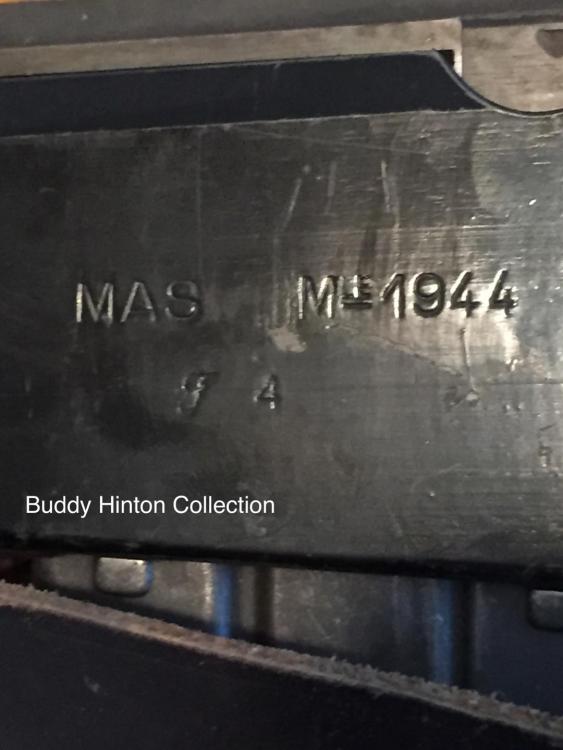 MAS MLE 1944
F 4
Buddy Hinton Collection